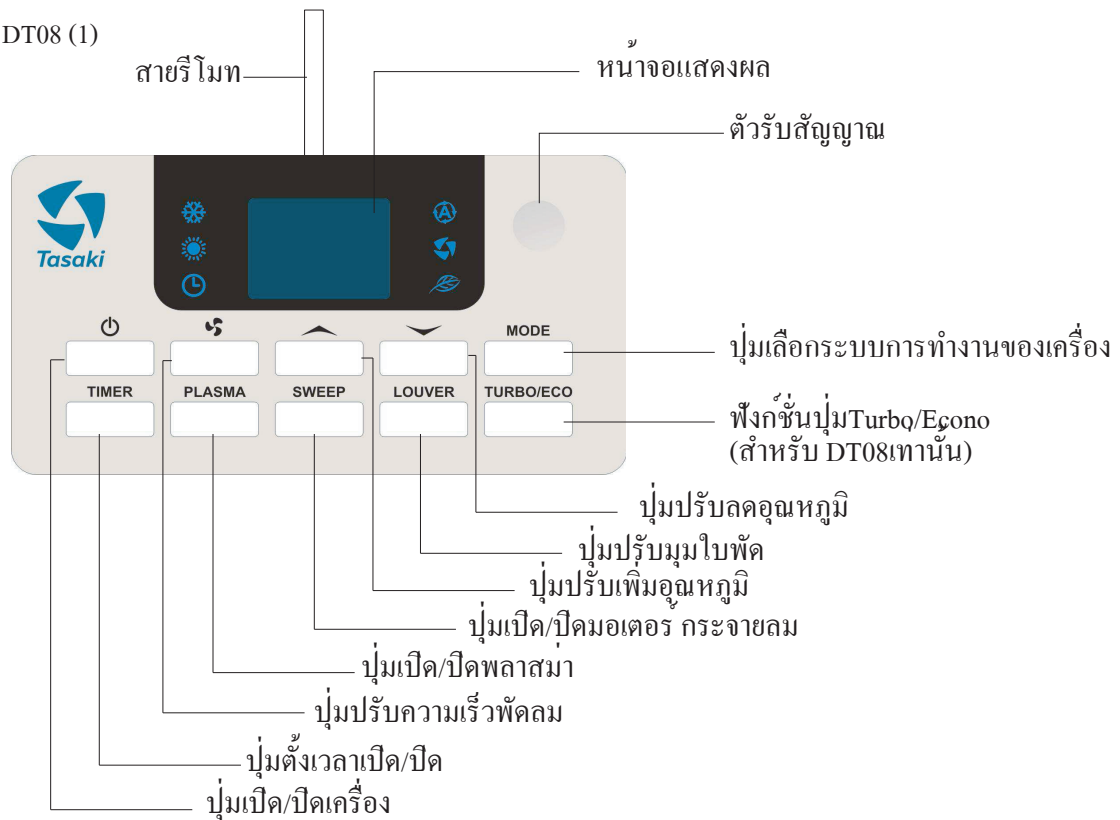 DT08 (1)
สายรีโมท
หน้าจอแสดงผล
ตัวรับสัญญาณ
Tasaki
MODE
ปุ่มเลือกระบบการทำงานของเครื่อง
TIMER PLASMA SWEEP LOUVER TURBO/ECO
ฟังก์ชั่นปุ่มTurbo/Econo
(สำหรับ DT08เทานั้น)
ปุ่มปรับลดอุณหภูมิ
ปุ่มปรับมุมใบพัด
ปุ่มปรับเพิ่มอุณหภูมิ
ปุ่มเปิด/ปิดมอเตอร์ กระจายลม
ปุ่มเปิด/ปิดพลาสม่า
ปุ่มปรับความเร็วพัดลม
ปุ่มตั้งเวลาเปิด/ปิด
ปุ่มเปิด/ปิดเครื่อง